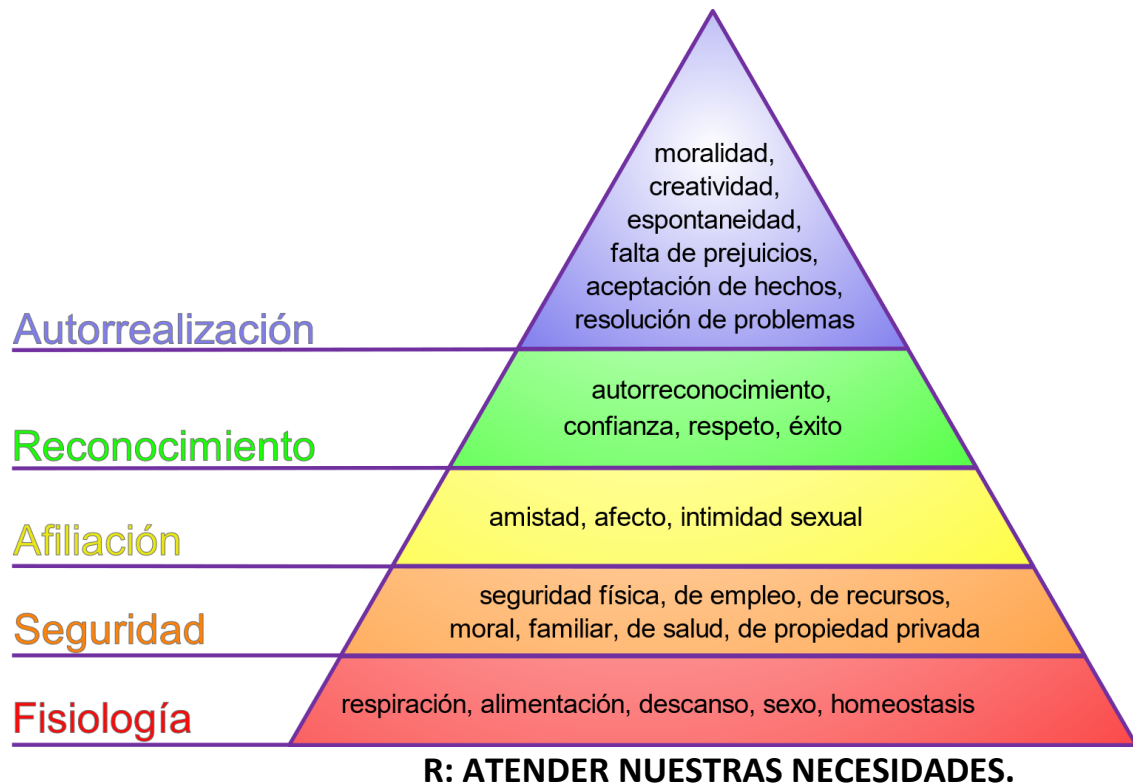 moralidad,
creatividad,
espontaneidad,
falta de prejuicios,
aceptación de hechos,
resolución de problemas
Autorrealización
autorreconocimiento,
confianza, respeto, éxito
Reconocimiento
amistad, afecto, intimidad sexual
Afiliación
seguridad física, de empleo, de recursos,
moral, familiar, de salud, de propiedad privada
Seguridad
respiración, alimentación, descanso, sexo, homeostasis
Fisiología
R: ATENDER NUESTRAS NECESIDADES.